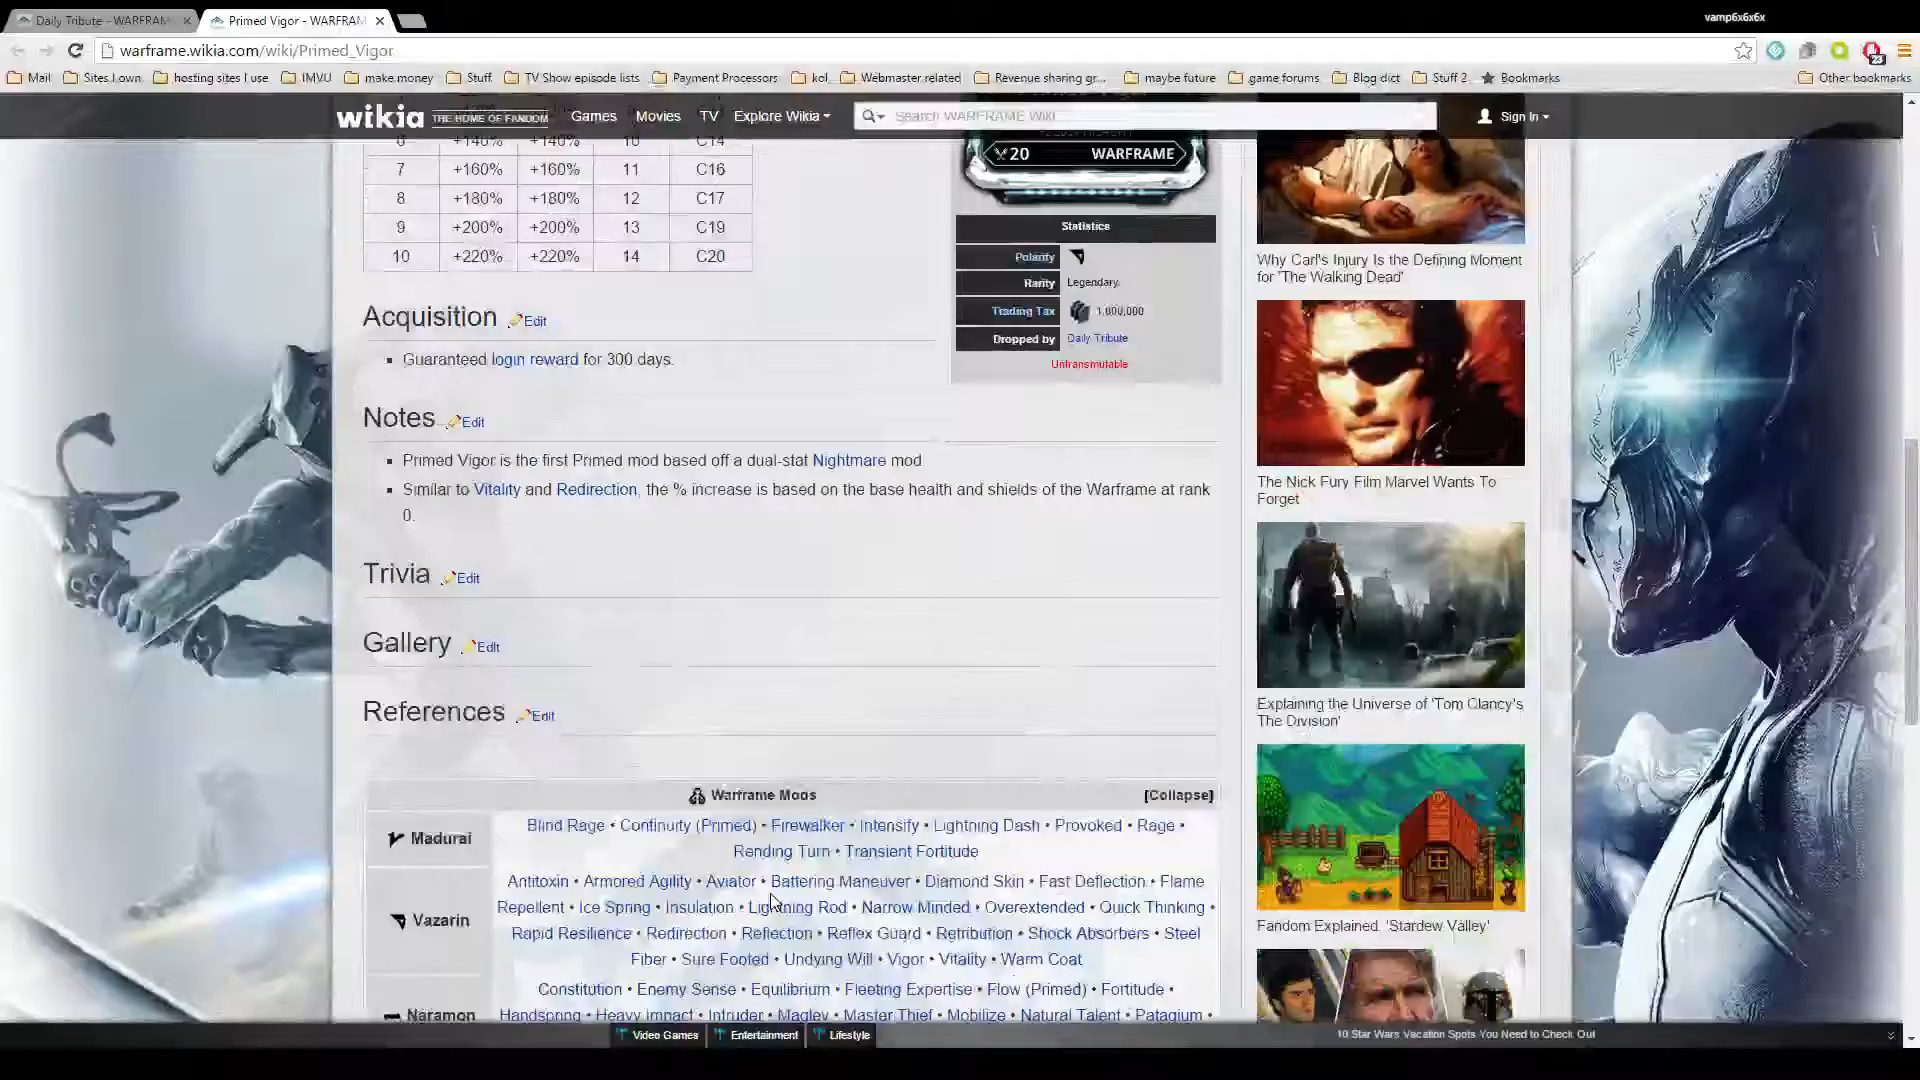 Daily Tribute - WARFRAM
Primed Vigor - WARFRAM
vamp6x6x6x
warframe.wikia.com/wiki/Primed_Vigor
Mail
Sites I own
hosting sites I use
IMVU
make money
Stuff
TV Show episode lists
Payment Processors
kol
Webmaster related
Revenue sharing gr...
maybe future
game forums
Blog dict
Stuff 2
Bookmarks
Other bookmarks
23
wikia THE HOME OF FANDOM
Games
Movies
TV
Explore Wikia
Search WARFRAME Wiki
Sign In
6 +140% +140% 10 C14
7 +160% +160% 11 C16
8 +180% +180% 12 C17
9 +200% +200% 13 C19
10 +220% +220% 14 C20
20 WARFRAME
Statistics
Polarity
Rarity Legendary
Trading Tax 1,000,000
Dropped by Daily Tribute
Untransmutable
Acquisition Edit
Guaranteed login reward for 300 days.
Notes Edit
Primed Vigor is the first Primed mod based off a dual-stat Nightmare mod
Similar to Vitality and Redirection, the % increase is based on the base health and shields of the Warframe at rank
0.
Trivia Edit
Gallery Edit
References Edit
Warframe Mods [Collapse]
Madurai
Blind Rage • Continuity (Primed) • Firewalker • Intensify • Lightning Dash • Provoked • Rage •
Rending Turn • Transient Fortitude
Vazarin
Antitoxin • Armored Agility • Aviator • Battering Maneuver • Diamond Skin • Fast Deflection • Flame
Repellent • Ice Spring • Insulation • Lightning Rod • Narrow Minded • Overextended • Quick Thinking •
Rapid Resilience • Redirection • Reflection • Reflex Guard • Retribution • Shock Absorbers • Steel
Fiber • Sure Footed • Undying Will • Vigor • Vitality • Warm Coat
Naramon
Constitution • Enemy Sense • Equilibrium • Fleeting Expertise • Flow (Primed) • Fortitude •
Handspring • Heavy Impact • Intruder • Maglev • Master Thief • Mobilize • Natural Talent • Patagium •
Why Carl's Injury Is the Defining Moment
for 'The Walking Dead'
The Nick Fury Film Marvel Wants To
Forget
Explaining the Universe of 'Tom Clancy's
The Division'
Fandom Explained. 'Stardew Valley'
Video Games
Entertainment
Lifestyle
10 Star Wars Vacation Spots You Need to Check Out